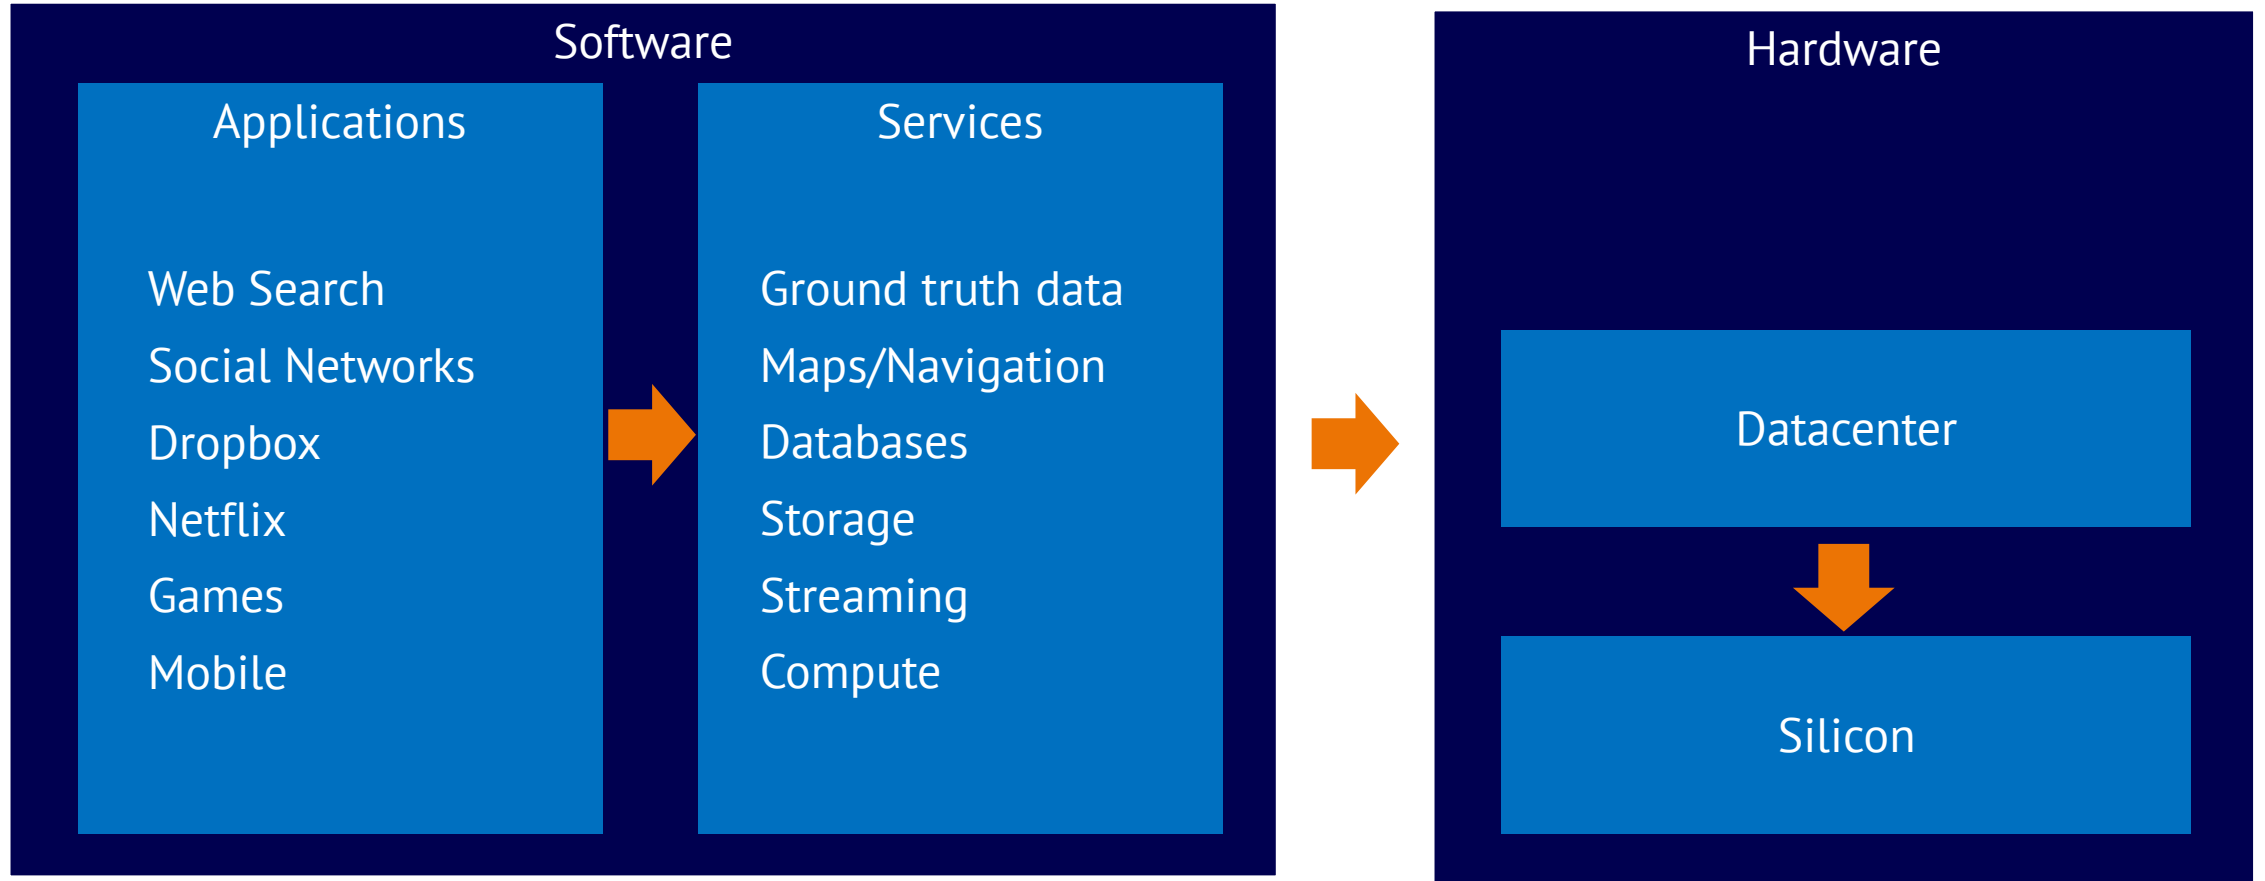 Software
Applications
Web Search
Social Networks
Dropbox
Netflix
Games
Mobile
Services
Ground truth data
Maps/Navigation
Databases
Storage
Streaming
Compute
Hardware
Datacenter
Silicon